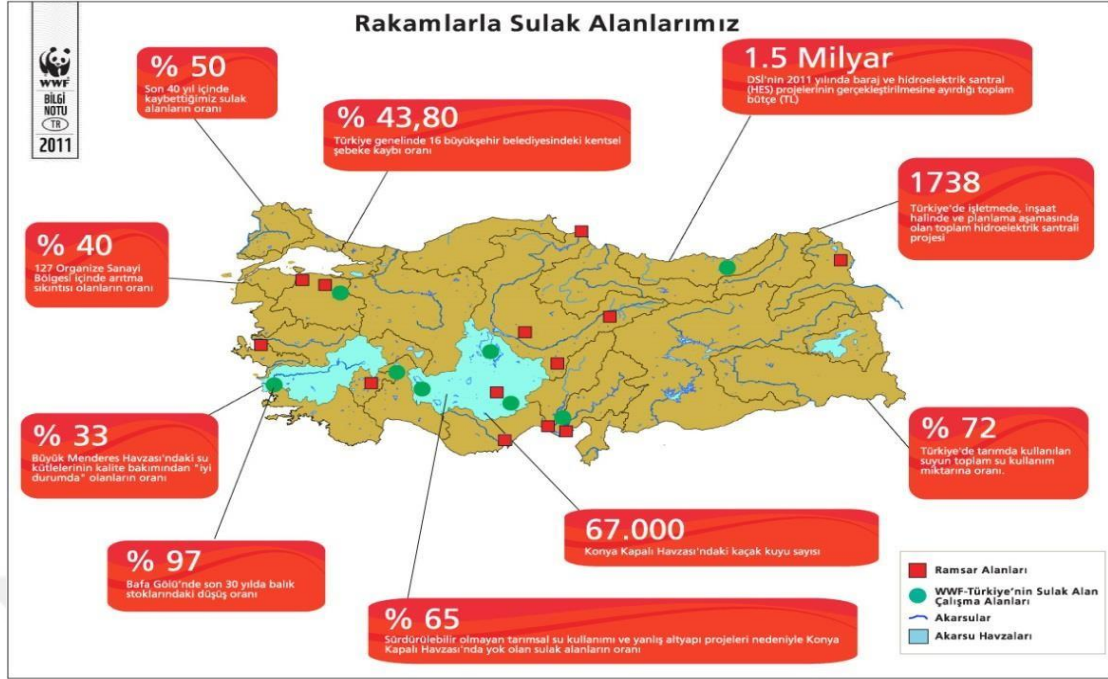 Rakamlarla Sulak Alanlarımız
WWF
BİLGİ
NOTU
TR
2011
% 50
Son 40 yıl içinde
kaybettiğimiz sulak
alanların oranı
1.5 Milyar
DSİ'nin 2011 yılında baraj ve hidroelektrik santral
(HES) projelerinin gerçekleştirilmesine ayırdığı toplam
bütçe (TL)
% 43,80
Türkiye genelinde 16 büyükşehir belediyesindeki kentsel
şebeke kaybı oranı
1738
Türkiye'de işletmede, inşaat
halinde ve planlama aşamasında
olan toplam hidroelektrik santrali
projesi
% 40
127 Organize Sanayi
Bölgesi içinde arıtma
sıkıntısı olanların oranı
% 33
Büyük Menderes Havzası'ndaki su
kütlelerinin kalite bakımından "iyi
durumda" olanların oranı
% 72
Türkiye'de tarımda kullanılan
suyun toplam su kullanım
miktarına oranı.
67.000
Konya Kapalı Havzası'ndaki kaçak kuyu sayısı
% 97
Bafa Gölü'nde son 30 yılda balık
stoklarındaki düşüş oranı
% 65
Sürdürülebilir olmayan tarımsal su kullanımı ve yanlış altyapı projeleri nedeniyle Konya
Kapalı Havzası'nda yok olan sulak alanların oranı
Ramsar Alanları
WWF-Türkiye'nin Sulak Alan
Çalışma Alanları
Akarsular
Akarsu Havzaları